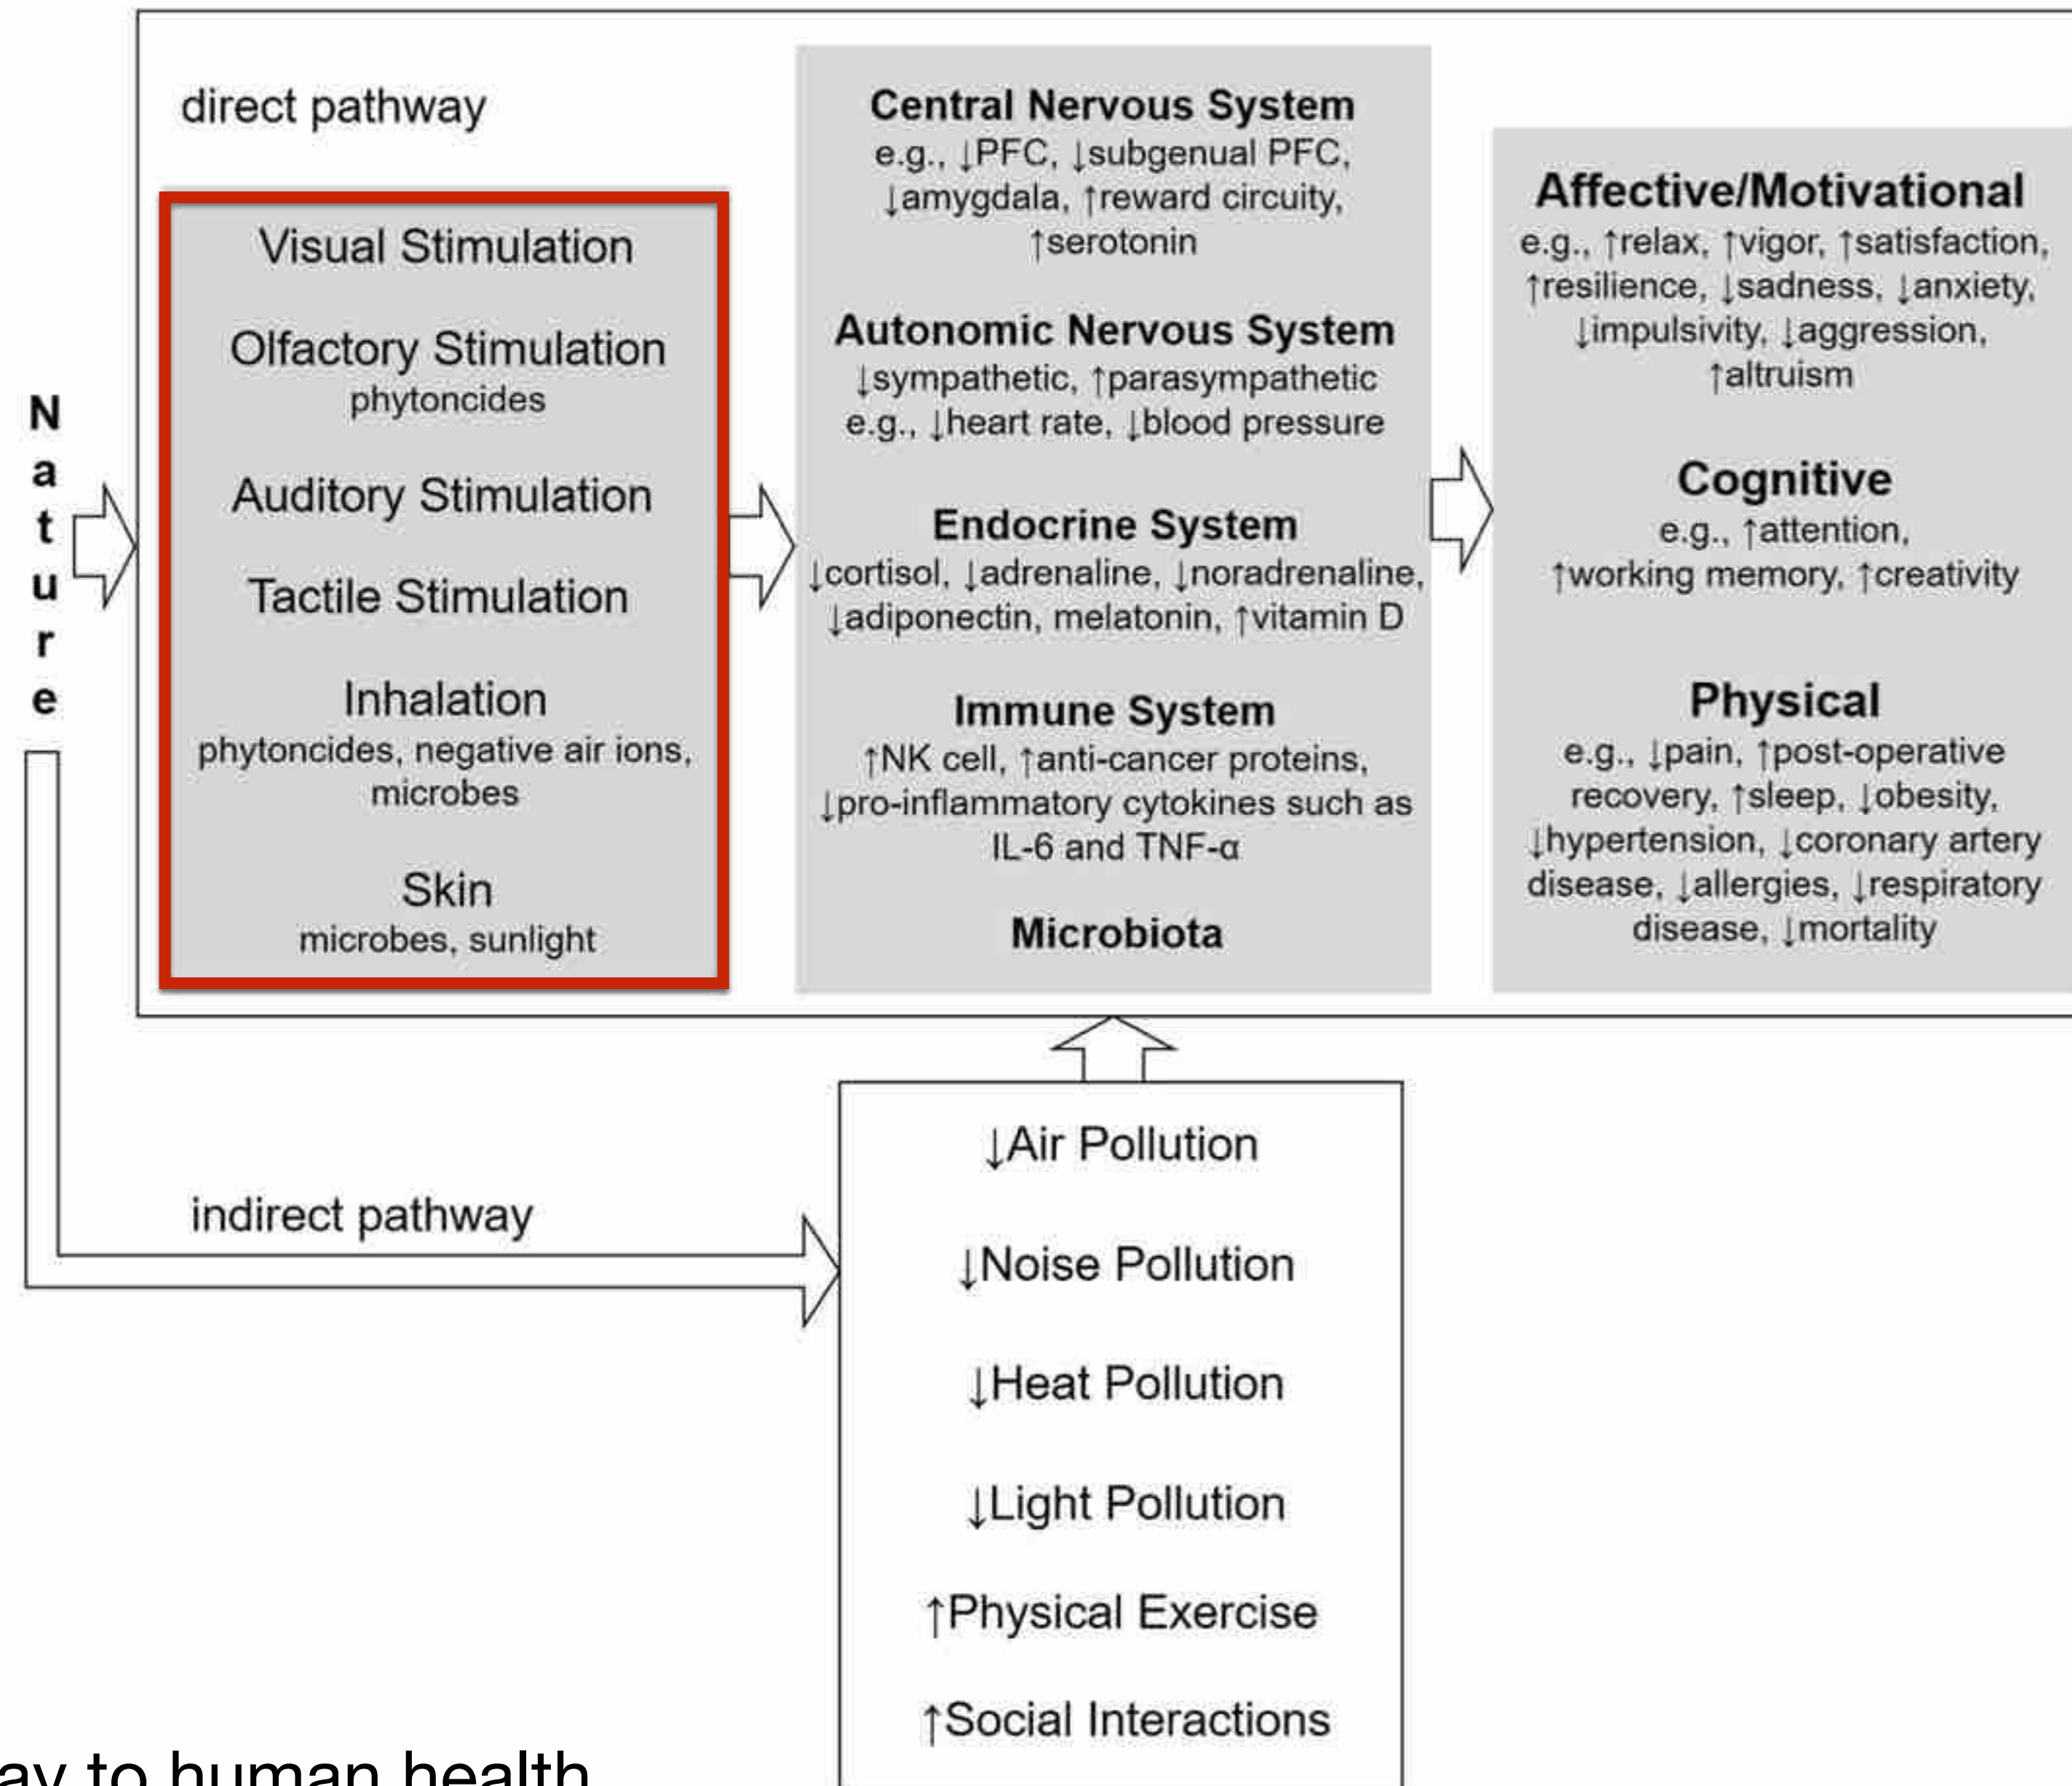 direct pathway
Nature
Visual Stimulation
Olfactory Stimulation
phytoncides
Auditory Stimulation
Tactile Stimulation
Inhalation
phytoncides, negative air ions,
microbes
Skin
microbes, sunlight
Central Nervous System
e.g., ↓PFC, ↓subgenual PFC,
↓amygdala, ↑reward circuity,
↑serotonin
Autonomic Nervous System
↓sympathetic, ↑parasympathetic
e.g., ↓heart rate, ↓blood pressure
Endocrine System
↓cortisol, ↓adrenaline, ↓noradrenaline,
↓adiponectin, melatonin, ↑vitamin D
Immune System
↑NK cell, ↑anti-cancer proteins,
↓pro-inflammatory cytokines such as
IL-6 and TNF-α
Microbiota
Affective/Motivational
e.g., ↑relax, ↑vigor, ↑satisfaction,
↑resilience, ↓sadness, ↓anxiety,
↓impulsivity, ↓aggression,
↑altruism
Cognitive
e.g., ↑attention,
↑working memory, ↑creativity
Physical
e.g., ↓pain, ↑post-operative
recovery, ↑sleep, ↓obesity,
↓hypertension, ↓coronary artery
disease, ↓allergies, ↓respiratory
disease, ↓mortality
indirect pathway
↓Air Pollution
↓Noise Pollution
↓Heat Pollution
↓Light Pollution
↑Physical Exercise
↑Social Interactions
to human health